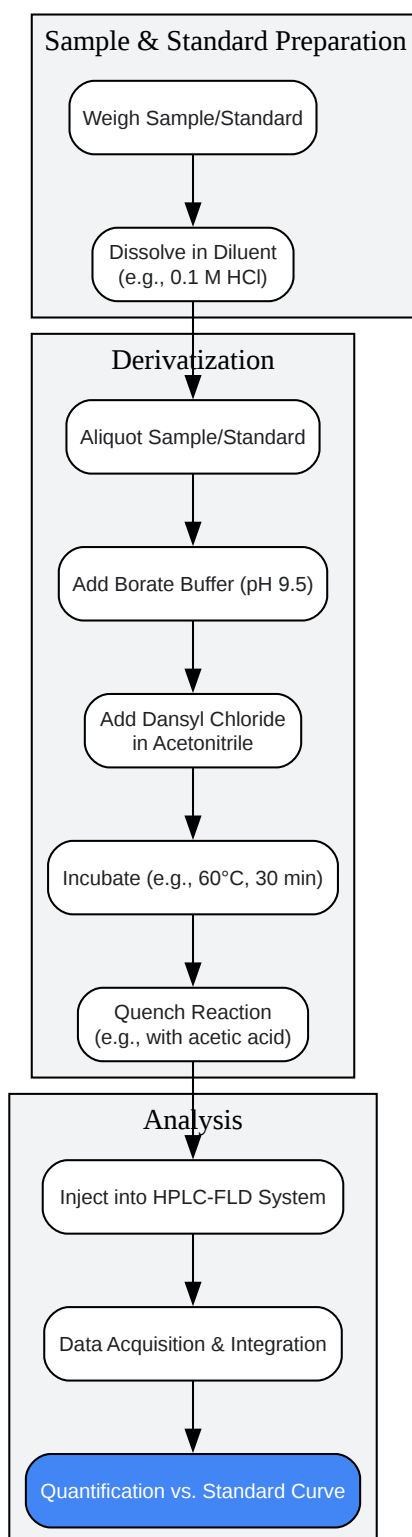 Sample & Standard Preparation
Weigh Sample/Standard
Dissolve in Diluent
(e.g., 0.1 M HCl)
Derivatization
Aliquot Sample/Standard
Add Borate Buffer (pH 9.5)
Add Dansyl Chloride
in Acetonitrile
Incubate (e.g., 60°C, 30 min)
Quench Reaction
(e.g., with acetic acid)
Analysis
Inject into HPLC-FLD System
Data Acquisition & Integration
Quantification vs. Standard Curve